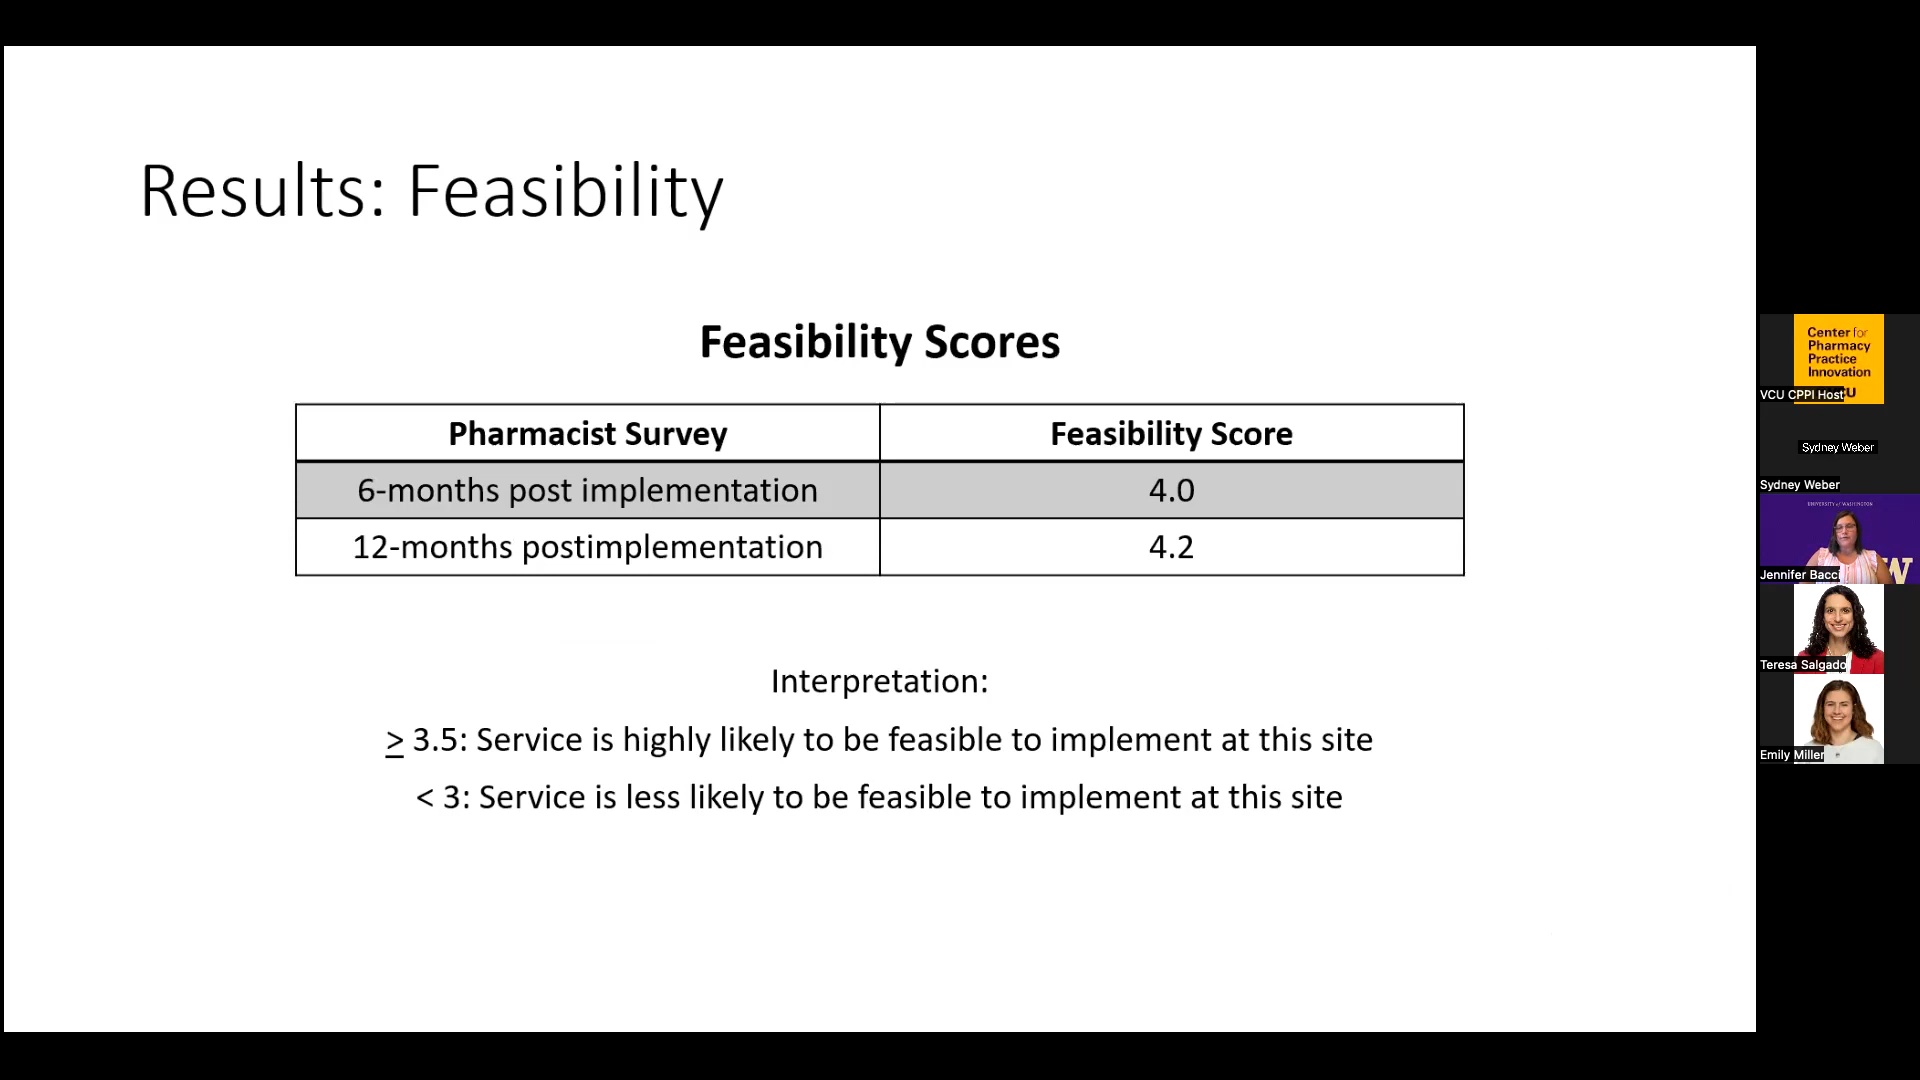 Results: Feasibility
Feasibility Scores
Pharmacist Survey
Feasibility Score
6-months post implementation
4.0
12-months postimplementation
4.2
Interpretation:
≥ 3.5: Service is highly likely to be feasible to implement at this site
< 3: Service is less likely to be feasible to implement at this site
Center for
Pharmacy
Practice
Innovation
VCU CPPI Host
Sydney Weber
Sydney Weber
UNIVERSITY of WASHINGTON
W
Jennifer Bacci
Teresa Salgado
Emily Miller